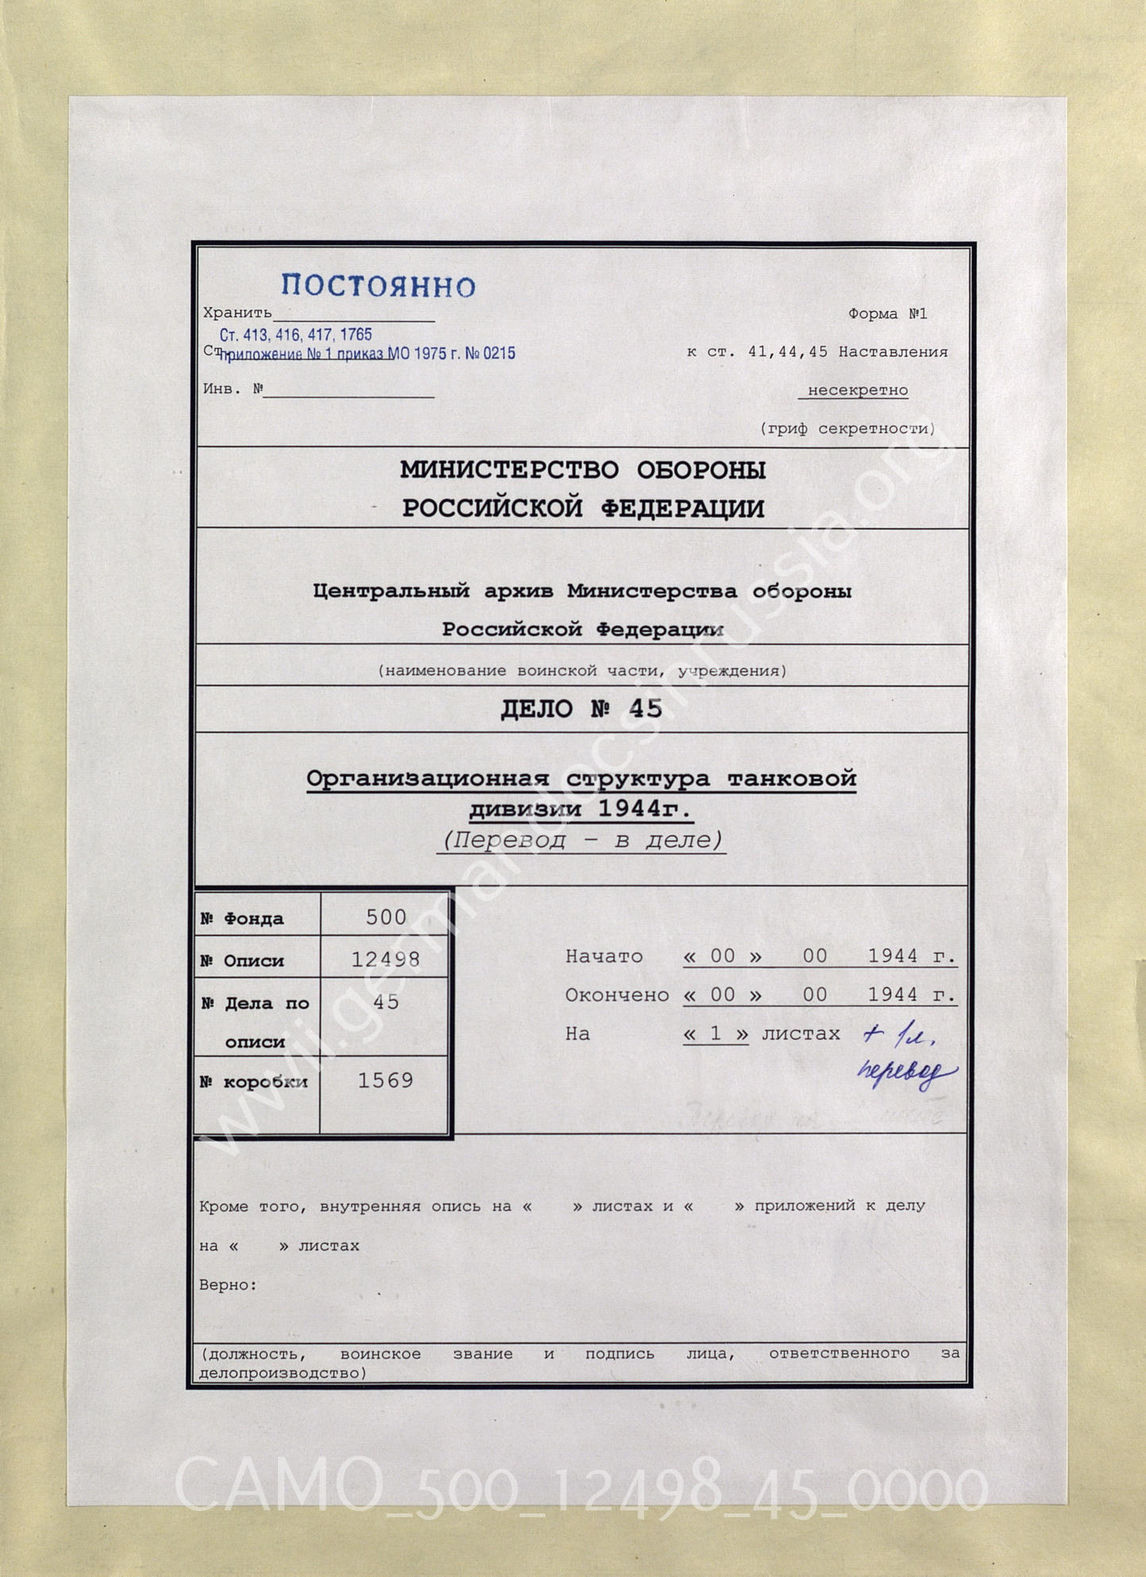 ПОСТОЯННО
Хранить
Форма №1
Ст. 413, 416, 417, 1765
Ст. приложение № 1 приказ МО 1975 г. № 0215
к ст. 41,44,45 Наставления
Инв. №
несекретно
(гриф секретности)
МИНИСТЕРСТВО ОБОРОНЫ
РОССИЙСКОЙ ФЕДЕРАЦИИ
Центральный архив Министерства обороны
Российской Федерации
(наименование воинской части, учреждения)
ДЕЛО № 45
Организационная структура танковой
дивизии 1944г.
(Перевод – в деле)
№ Фонда 500
№ Описи 12498
№ Дела по описи 45
№ коробки 1569
Начато « 00 » 00 1944 г.
Окончено « 00 » 00 1944 г.
На « 1 » листах + 1л.
перевод
Кроме того, внутренняя опись на « » листах и « » приложений к делу
на « » листах
Верно:
(должность, воинское звание и подпись лица, ответственного за
делопроизводство)
www.germandocsinrussia.org
CAMO_500_12498_45_0000